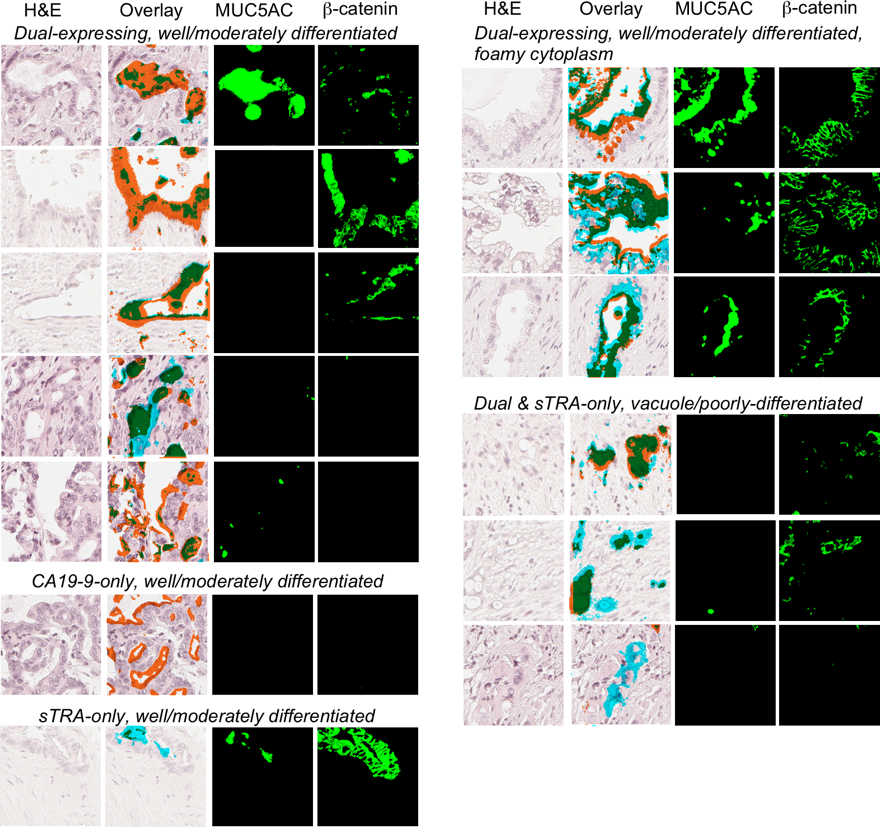 H&E Overlay MUC5AC β-catenin
Dual-expressing, well/moderately differentiated
CA19-9-only, well/moderately differentiated
sTRA-only, well/moderately differentiated
H&E Overlay MUC5AC β-catenin
Dual-expressing, well/moderately differentiated,
foamy cytoplasm
Dual & sTRA-only, vacuole/poorly-differentiated